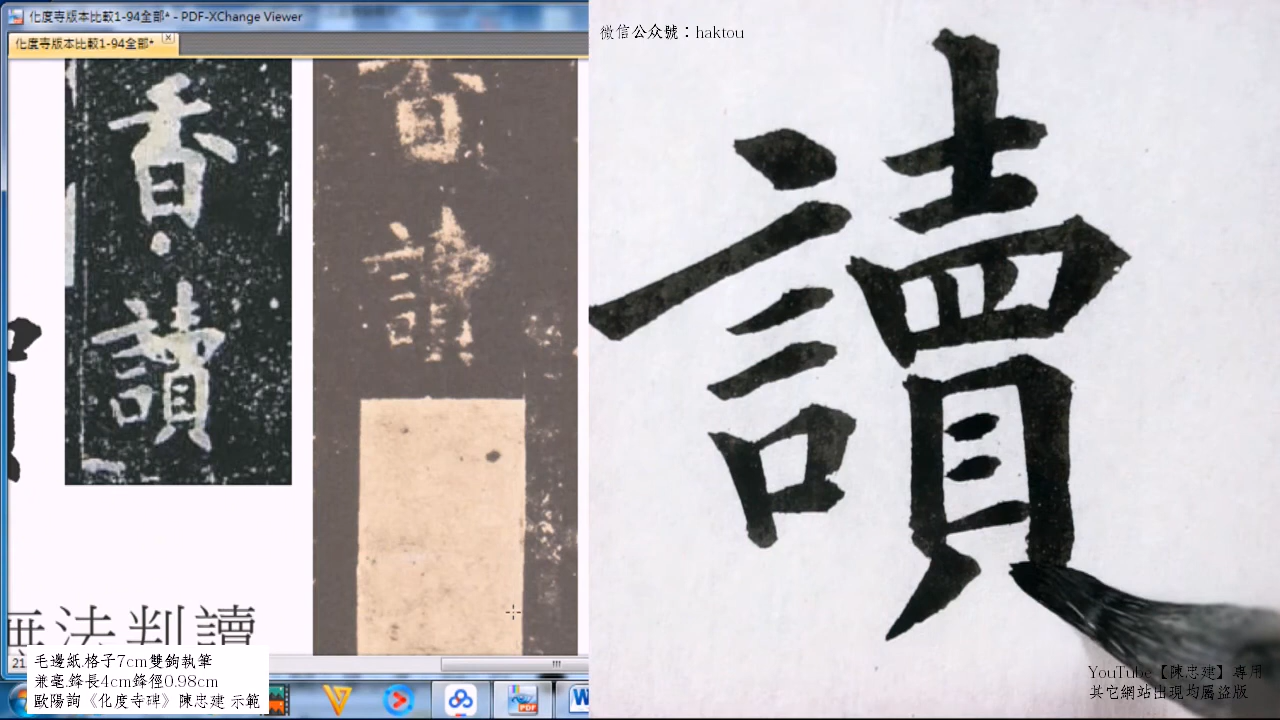 化度寺版本比較1-94全部* - PDF-XChange Viewer
化度寺版本比較1-94全部*
香
讀
香
讀
無法判讀
21
毛邊紙格子7cm雙鉤執筆
兼毫鋒長4cm鋒徑0.98cm
歐陽詢《化度寺碑》陳忠建 示範
微信公众號：haktou
讀
YouTube【陳忠建】專用
其它網站出現均屬盜版